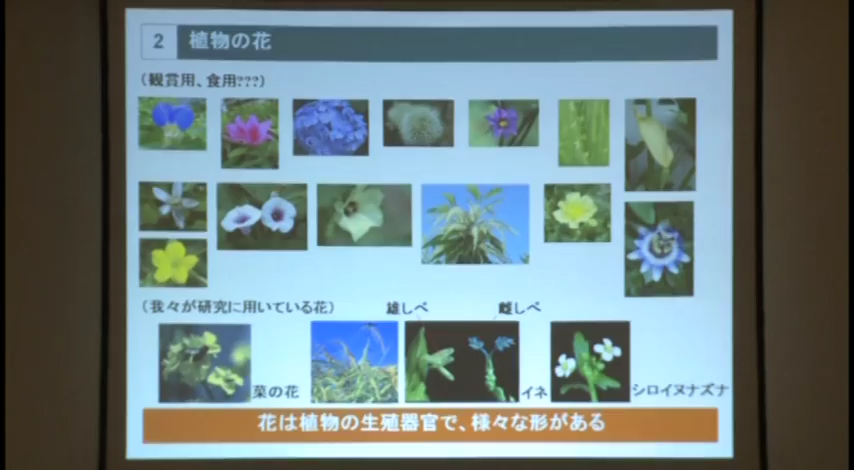 2 植物の花
(観賞用、食用???)
(我々が研究に用いている花)
雄しべ 雌しべ
菜の花 イネ シロイヌナズナ
花は植物の生殖器官で、様々な形がある